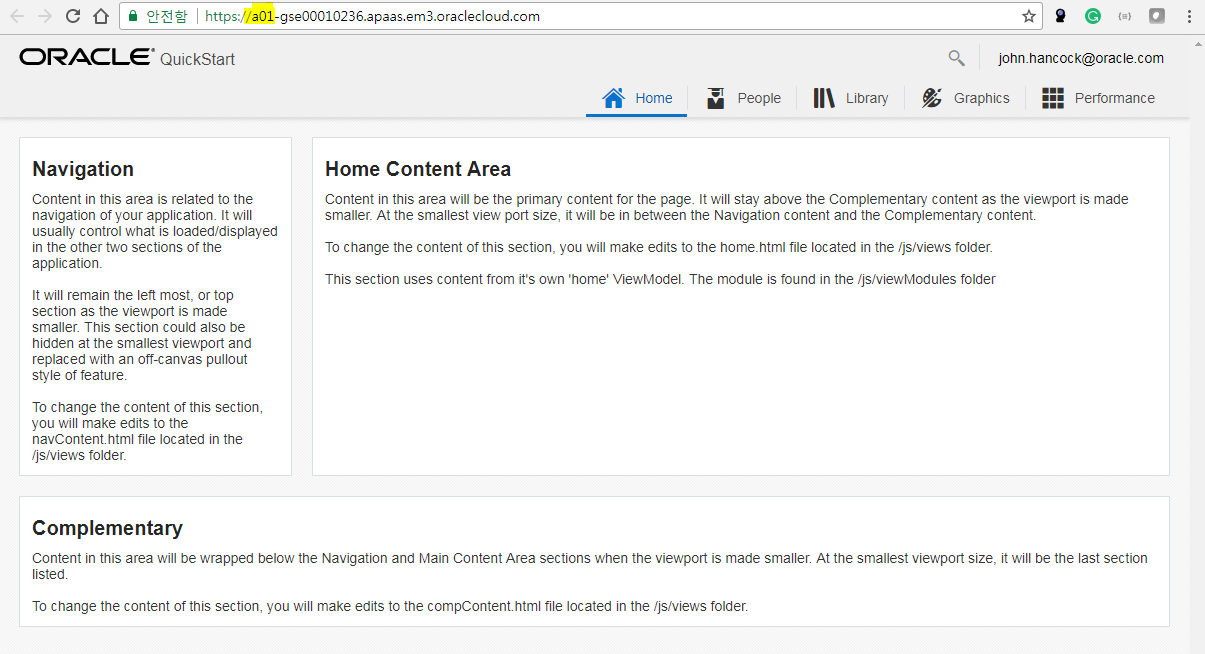 안전함 https://a01-gse00010236.apaas.em3.oraclecloud.com
ORACLE® QuickStart
john.hancock@oracle.com
Home People Library Graphics Performance
Navigation
Content in this area is related to the
navigation of your application. It will
usually control what is loaded/displayed
in the other two sections of the
application.
It will remain the left most, or top
section as the viewport is made
smaller. This section could also be
hidden at the smallest viewport and
replaced with an off-canvas pullout
style of feature.
To change the content of this section,
you will make edits to the
navContent.html file located in the
/js/views folder.
Home Content Area
Content in this area will be the primary content for the page. It will stay above the Complementary content as the viewport is made
smaller. At the smallest view port size, it will be in between the Navigation content and the Complementary content.
To change the content of this section, you will make edits to the home.html file located in the /js/views folder.
This section uses content from it's own 'home' ViewModel. The module is found in the /js/viewModules folder
Complementary
Content in this area will be wrapped below the Navigation and Main Content Area sections when the viewport is made smaller. At the smallest viewport size, it will be the last section
listed.
To change the content of this section, you will make edits to the compContent.html file located in the /js/views folder.